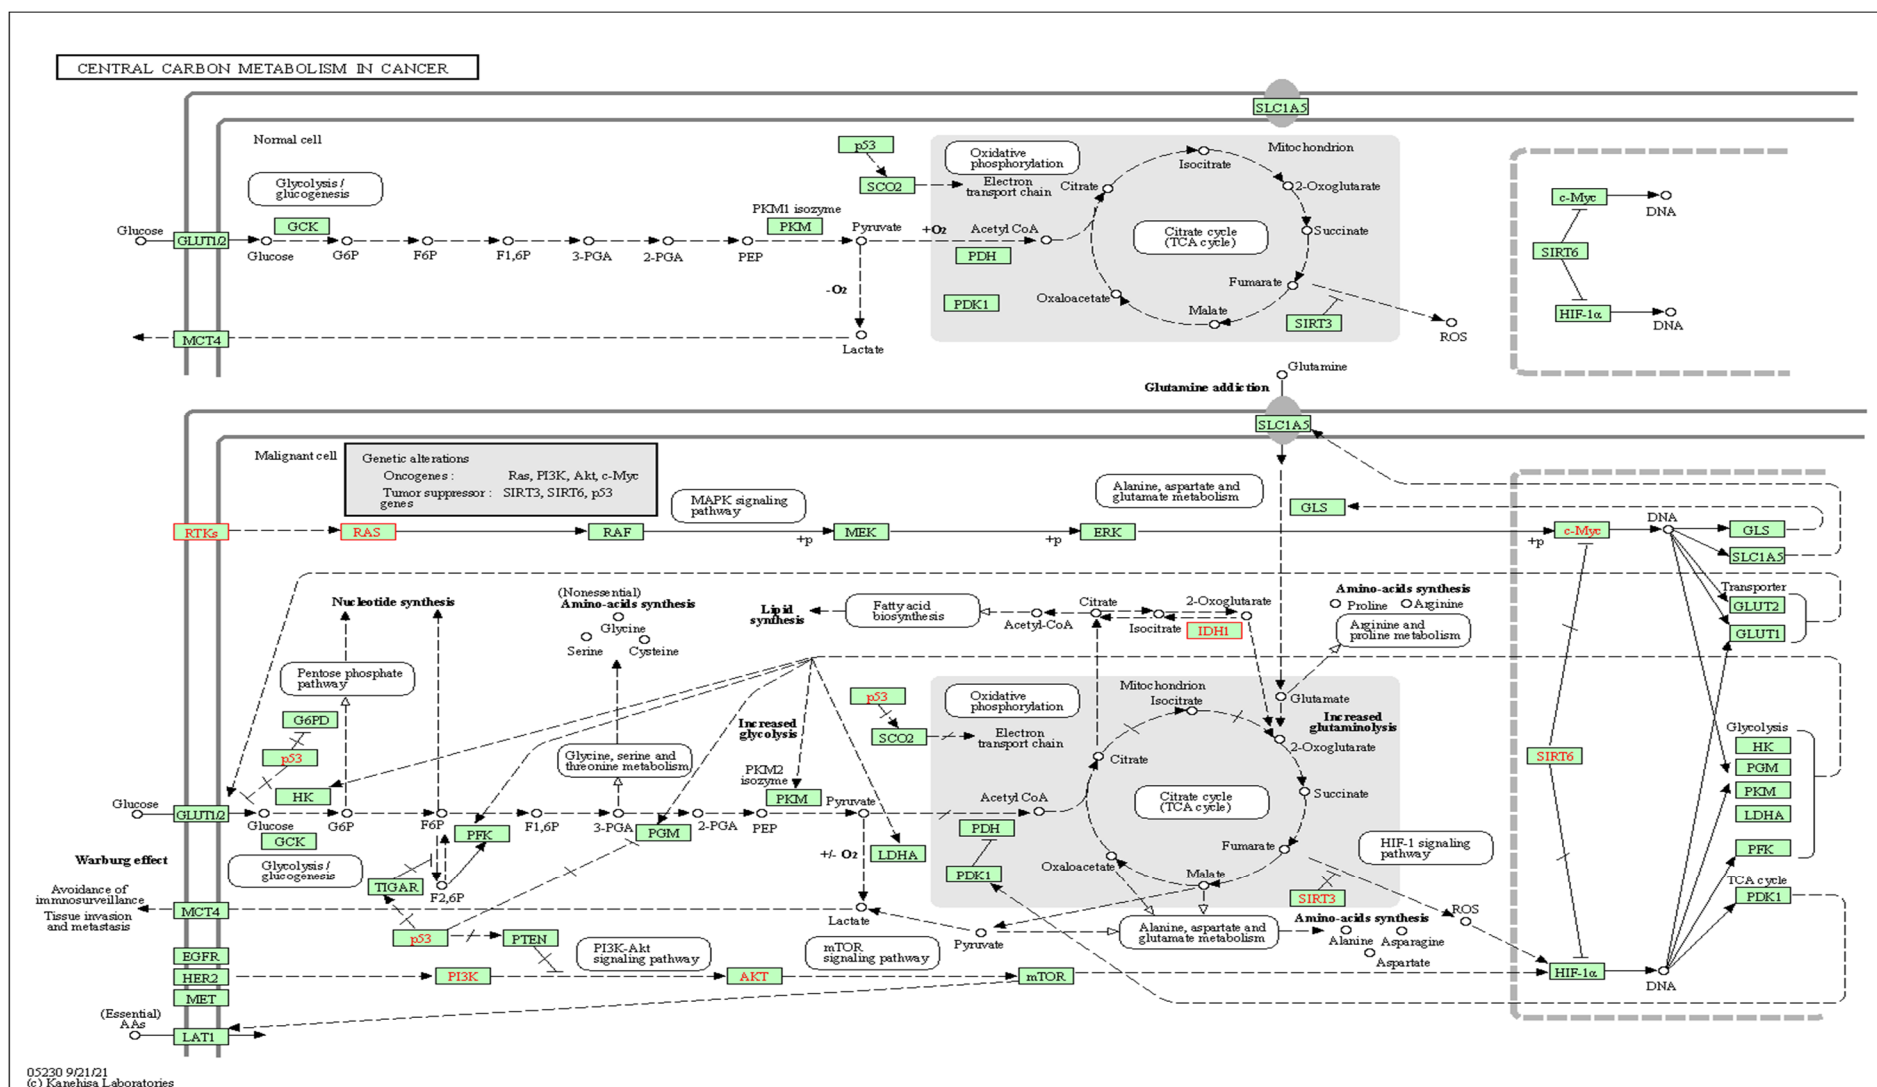 CENTRAL CARBON METABOLISM IN CANCER
SLC1A5
Normal cell
p53
Oxidative
phosphorylation
Isocitrate
Mitochondrion
Glycolysis /
glucogenesis
SCO2
Electron
transport chain
Citrate
2-Oxoglutarate
c-Myc
DNA
PKM1 isozyme
GCK
PKM
Glucose
GLUT1/2
Glucose
G6P
F6P
F1,6P
3-PGA
2-PGA
PEP
Pyruvate
+O2
Acetyl CoA
PDH
Citrate cycle
(TCA cycle)
Succinate
SIRT6
-O2
PDK1
Oxaloacetate
Fumarate
Malate
SIRT3
ROS
HIF-1α
DNA
MCT4
Lactate
Glutamine addiction
Glutamine
SLC1A5
Malignant cell
Genetic alterations
Oncogenes : Ras, PI3K, Akt, c-Myc
Tumor suppressor : SIRT3, SIRT6, p53
genes
MAPK signaling
pathway
Alanine, aspartate and
glutamate metabolism
GLS
RTKs
RAS
RAF
+p
MEK
+p
ERK
+p
c-Myc
DNA
GLS
SLC1A5
Transporter
GLUT2
GLUT1
Nucleotide synthesis
(Nonessential)
Amino-acids synthesis
Glycine
Serine
Cysteine
Lipid
synthesis
Fatty acid
biosynthesis
Acetyl-CoA
Citrate
Isocitrate
2-Oxoglutarate
IDH1
Amino-acids synthesis
Proline
Arginine
Arginine and
proline metabolism
Pentose phosphate
pathway
G6PD
p53
Increased
glycolysis
Glycine, serine and
threonine metabolism
p53
SCO2
Oxidative
phosphorylation
Electron
transport chain
Mitochondrion
Isocitrate
Glutamate
Increased
glutaminolysis
2-Oxoglutarate
Citrate
SIRT6
Glycolysis
HK
PGM
PKM
LDHA
PFK
HK
PKM2
isozyme
PKM
Glucose
GLUT1/2
Glucose
GCK
G6P
F6P
PFK
F1,6P
3-PGA
PGM
2-PGA
PEP
Pyruvate
Acetyl CoA
PDH
Citrate cycle
(TCA cycle)
Succinate
Warburg effect
Glycolysis /
glucogenesis
+/- O2
LDHA
PDK1
Oxaloacetate
Fumarate
Malate
SIRT3
HIF-1 signaling
pathway
TCA cycle
PDK1
TIGAR
F2,6P
Avoidance of
immnosurveillance
Tissue invasion
and metastasis
MCT4
Lactate
p53
PTEN
PI3K-Akt
signaling pathway
mTOR
signaling pathway
Pyruvate
Alanine, aspartate and
glutamate metabolism
Amino-acids synthesis
Alanine
Asparagine
Aspartate
ROS
EGFR
HER2
MET
PI3K
AKT
mTOR
HIF-1α
DNA
(Essential)
AAs
LAT1
05230 9/21/21
(c) Kanehisa Laboratories